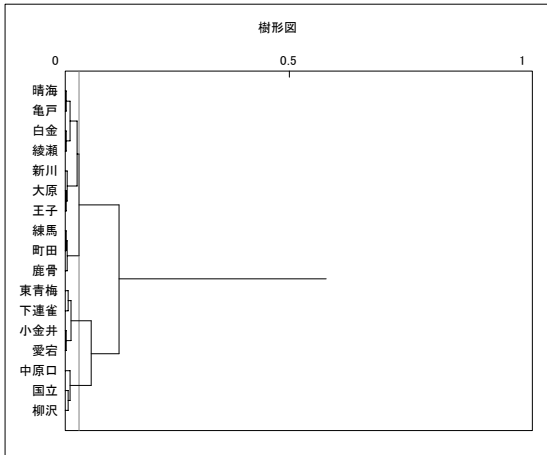 樹形図
0 0.5 1
晴海
亀戸
白金
綾瀬
新川
大原
王子
練馬
町田
鹿骨
東青梅
下連雀
小金井
愛宕
中原口
国立
柳沢